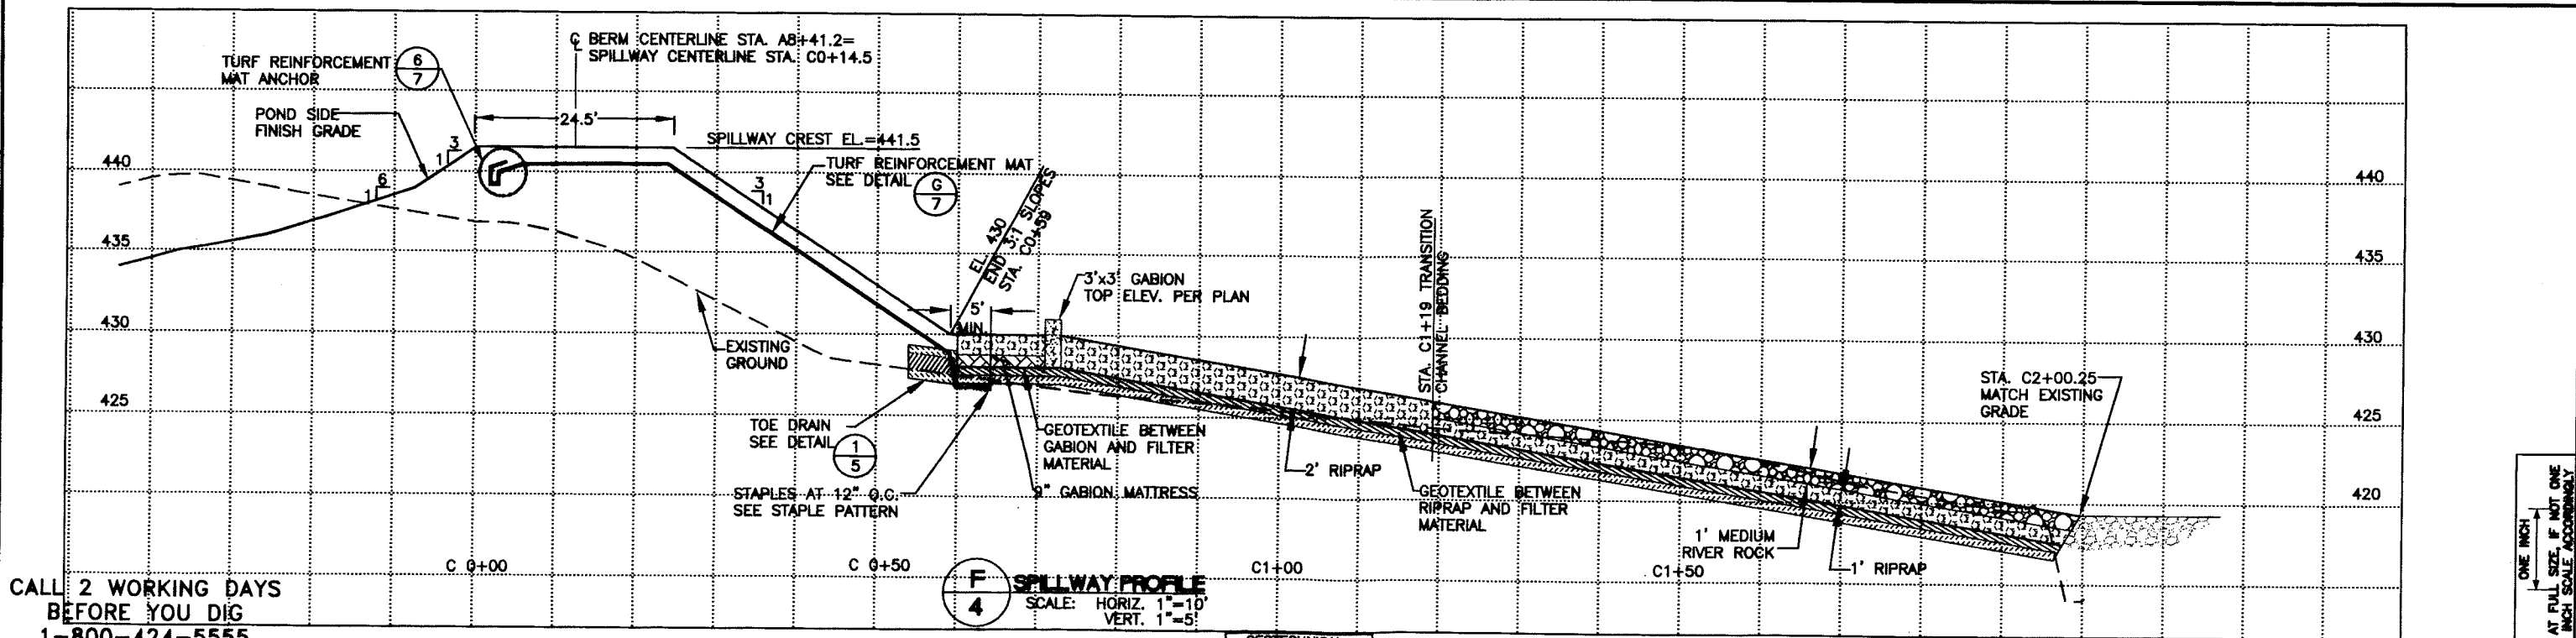 ℄ BERM CENTERLINE STA. A8+41.2=
SPILLWAY CENTERLINE STA. C0+14.5
TURF REINFORCEMENT
MAT ANCHOR
6
7
POND SIDE
FINISH GRADE
24.5'
SPILLWAY CREST EL.=441.5
3
1
6
1
3
1
TURF REINFORCEMENT MAT
SEE DETAIL
G
7
EL. 430
END 3:1 SLOPES
STA. C0+59
440
435
430
425
440
435
430
425
420
5'
MIN
3'x3' GABION
TOP ELEV. PER PLAN
STA. C1+19 TRANSITION
CHANNEL BEDDING
EXISTING
GROUND
STA. C2+00.25
MATCH EXISTING
GRADE
TOE DRAIN
SEE DETAIL
1
5
GEOTEXTILE BETWEEN
GABION AND FILTER
MATERIAL
2' RIPRAP
STAPLES AT 12" O.C.
SEE STAPLE PATTERN
9" GABION MATTRESS
GEOTEXTILE BETWEEN
RIPRAP AND FILTER
MATERIAL
1' MEDIUM
RIVER ROCK
1' RIPRAP
C 0+00
C 0+50
C1+00
C1+50
F
4
SPILLWAY PROFILE
SCALE: HORIZ. 1"=10'
VERT. 1"=5'
CALL 2 WORKING DAYS
BEFORE YOU DIG
1-800-424-5555
ONE INCH
AT FULL SIZE, IF NOT ONE
INCH SCALE ACCORDINGLY